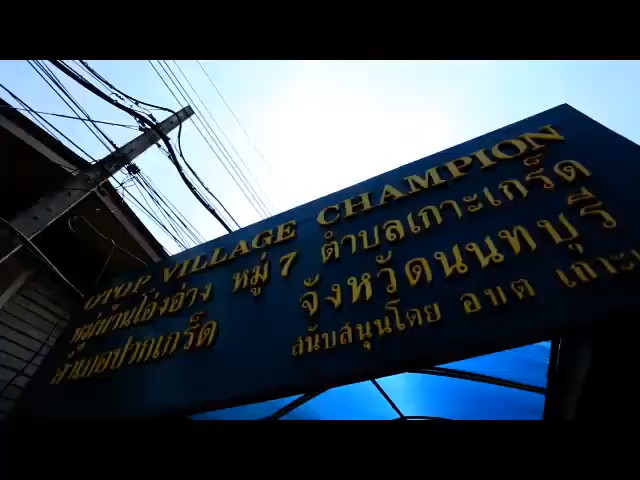 OTOP VILLAGE CHAMPION
หมู่บ้านโอ่งอ่าง หมู่ 7 ตำบลเกาะเกร็ด
อำเภอปากเกร็ด จังหวัดนนทบุรี
สนับสนุนโดย อบต เกาะ